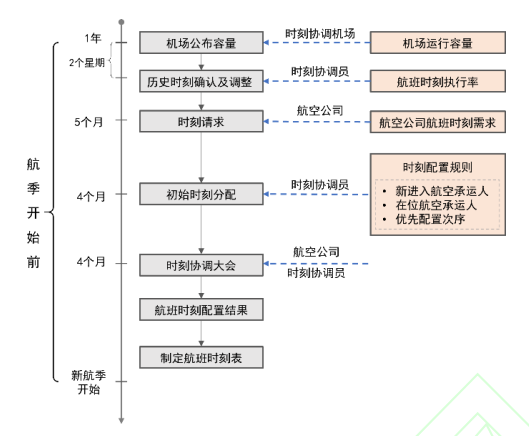 1年
机场公布容量
时刻协调机场
机场运行容量
2个星期
历史时刻确认及调整
时刻协调员
航班时刻执行率
5个月
时刻请求
航空公司
航空公司航班时刻需求
航季开始前
4个月
初始时刻分配
时刻协调员
时刻配置规则
• 新进入航空承运人
• 在位航空承运人
• 优先配置次序
4个月
时刻协调大会
航空公司
时刻协调员
航班时刻配置结果
制定航班时刻表
新航季
开始